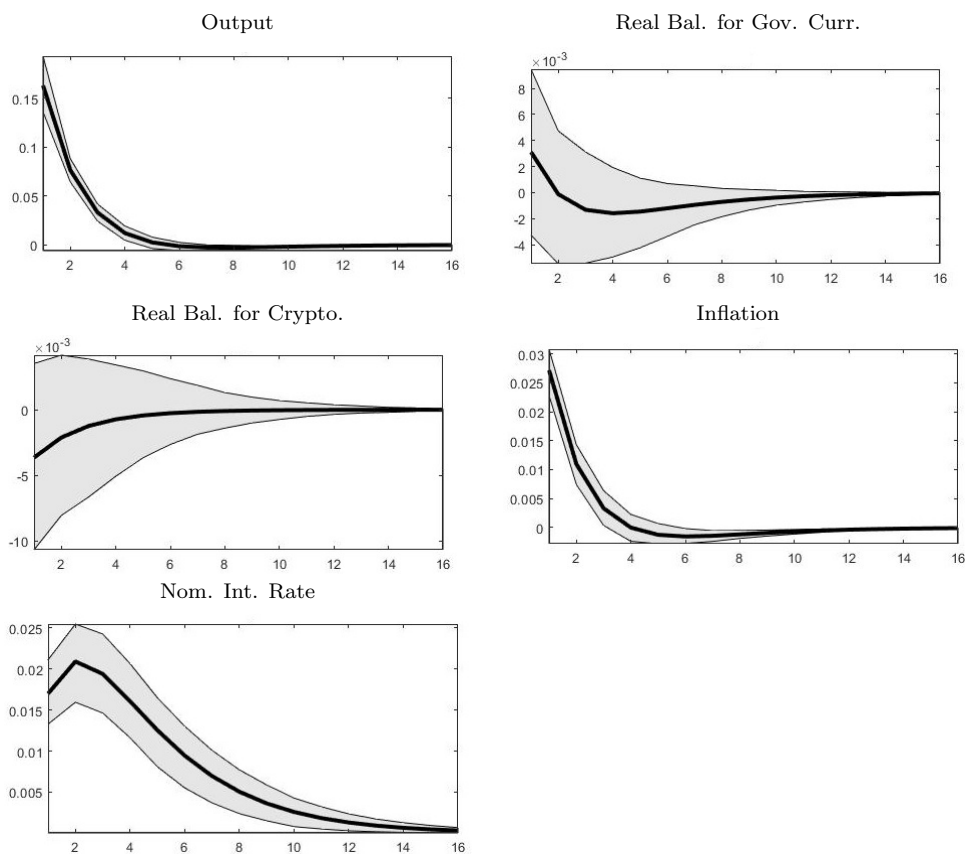 Output
0.15
0.1
0.05
0
2 4 6 8 10 12 14 16
Real Bal. for Gov. Curr.
×10⁻³
8
6
4
2
0
-2
-4
2 4 6 8 10 12 14 16
Real Bal. for Crypto.
×10⁻³
0
-5
-10
2 4 6 8 10 12 14 16
Inflation
0.03
0.025
0.02
0.015
0.01
0.005
0
2 4 6 8 10 12 14 16
Nom. Int. Rate
0.025
0.02
0.015
0.01
0.005
2 4 6 8 10 12 14 16